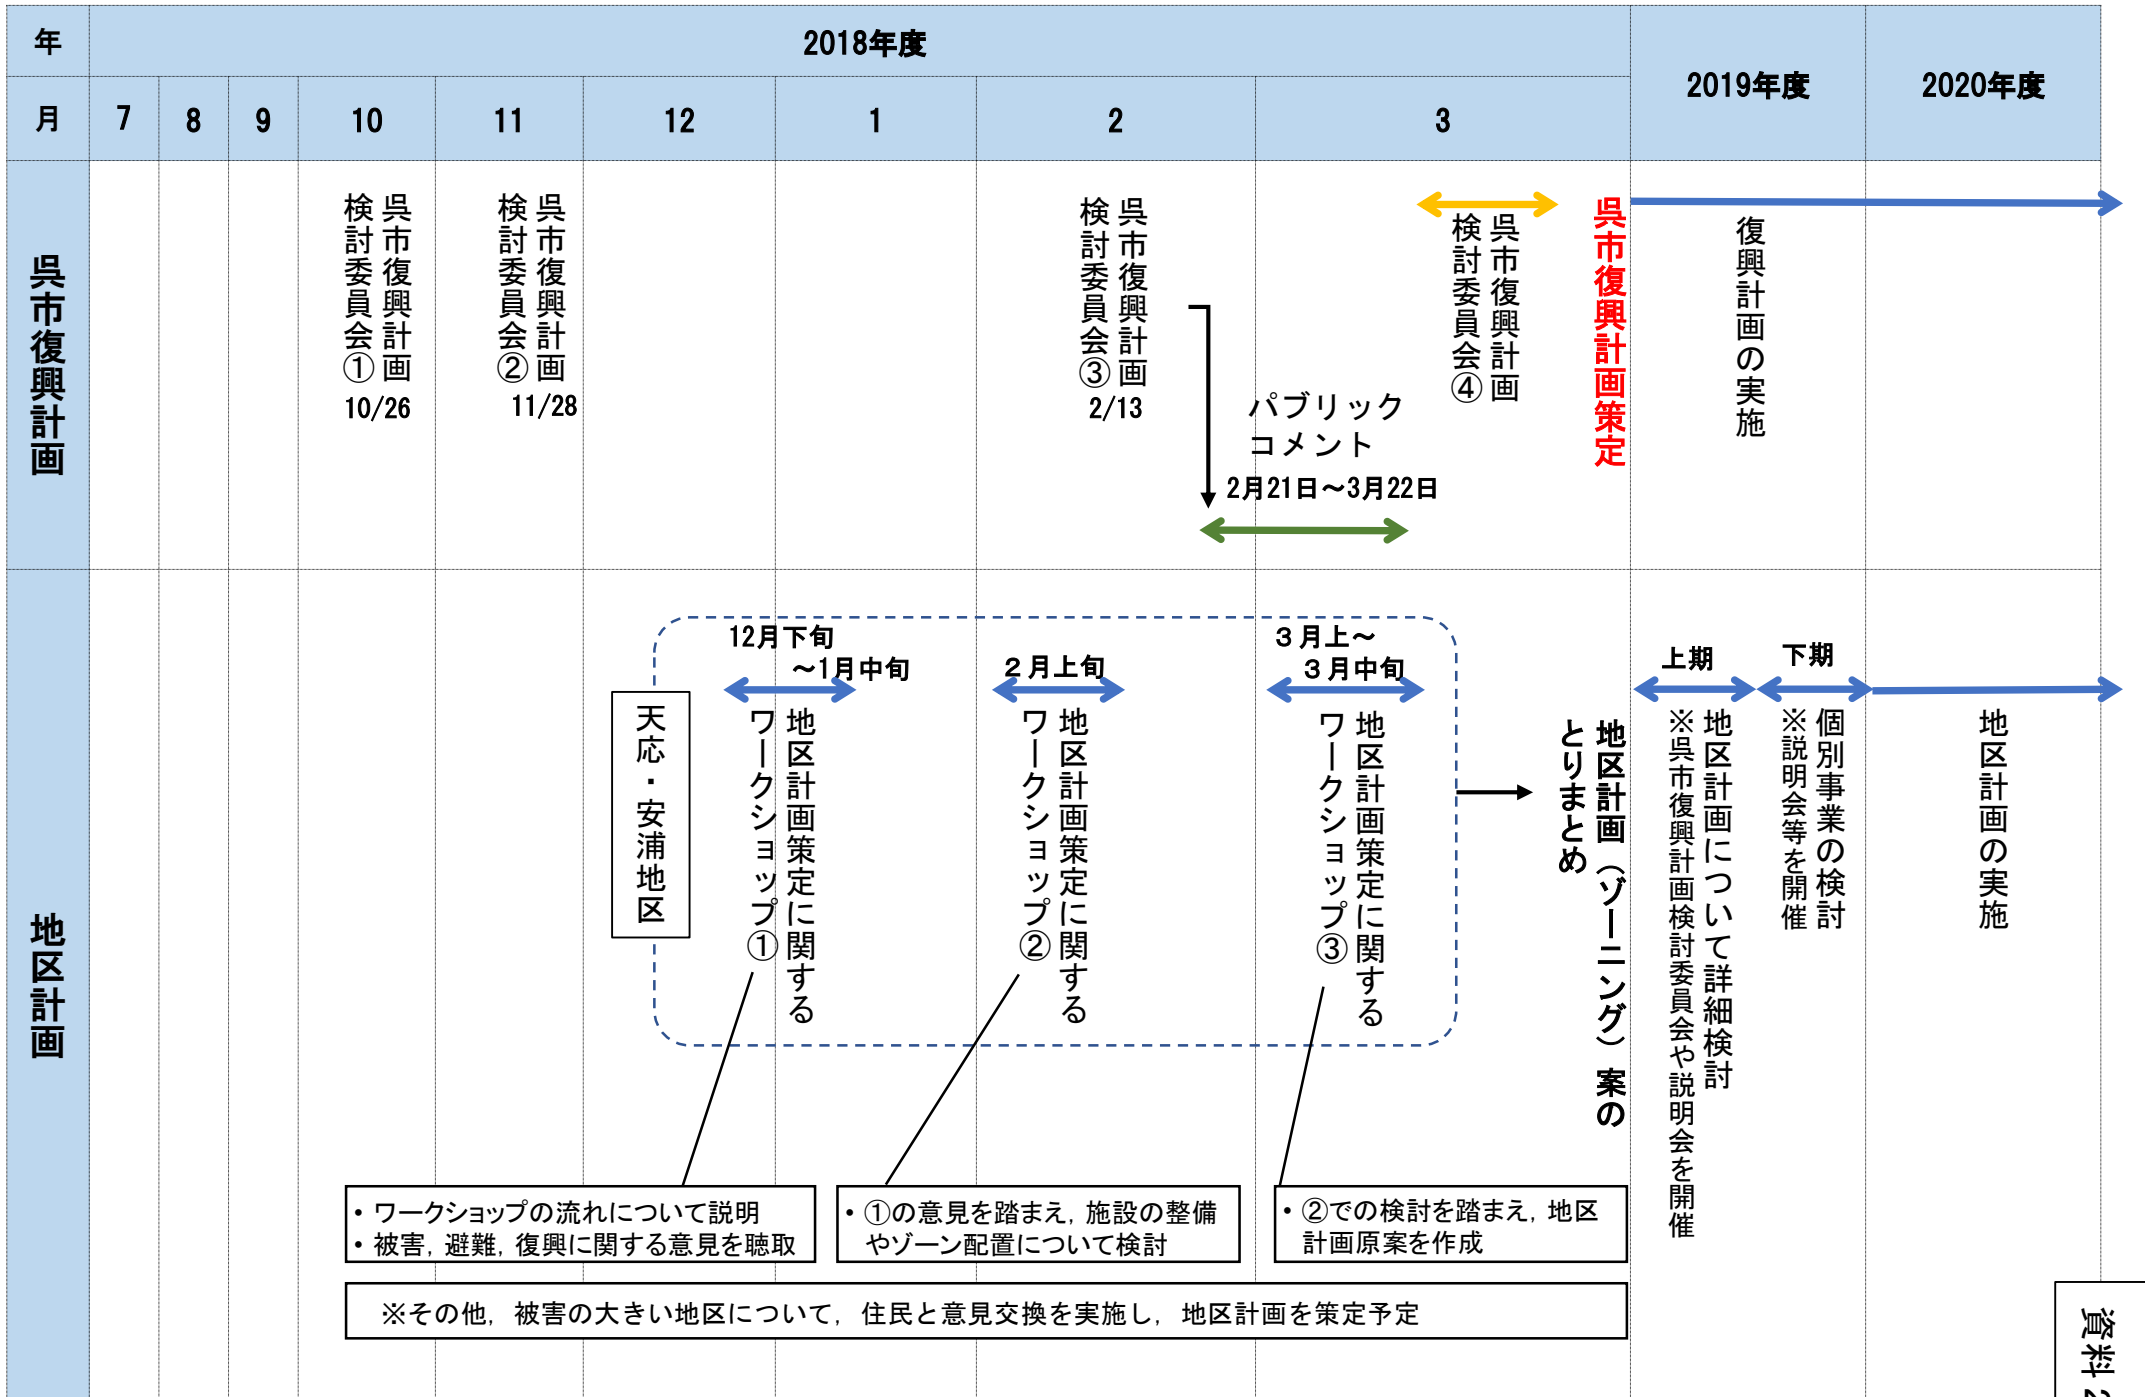 年
2018年度
2019年度
2020年度
月
7
8
9
10
11
12
1
2
3
呉市復興計画
呉市復興計画
検討委員会①
10/26
呉市復興計画
検討委員会②
11/28
呉市復興計画
検討委員会③
2/13
パブリック
コメント
2月21日～3月22日
呉市復興計画
検討委員会④
呉市復興計画策定
復興計画の実施
地区計画
天応・安浦地区
12月下旬
～1月中旬
地区計画策定に関する
ワークショップ①
２月上旬
地区計画策定に関する
ワークショップ②
３月上～
３月中旬
地区計画策定に関する
ワークショップ③
地区計画（ゾーニング）案の
とりまとめ
上期
地区計画について詳細検討
※呉市復興計画検討委員会や説明会を開催
下期
個別事業の検討
※説明会等を開催
地区計画の実施
・ワークショップの流れについて説明
・被害，避難，復興に関する意見を聴取
・①の意見を踏まえ，施設の整備
やゾーン配置について検討
・②での検討を踏まえ，地区
計画原案を作成
※その他，被害の大きい地区について，住民と意見交換を実施し，地区計画を策定予定
資料